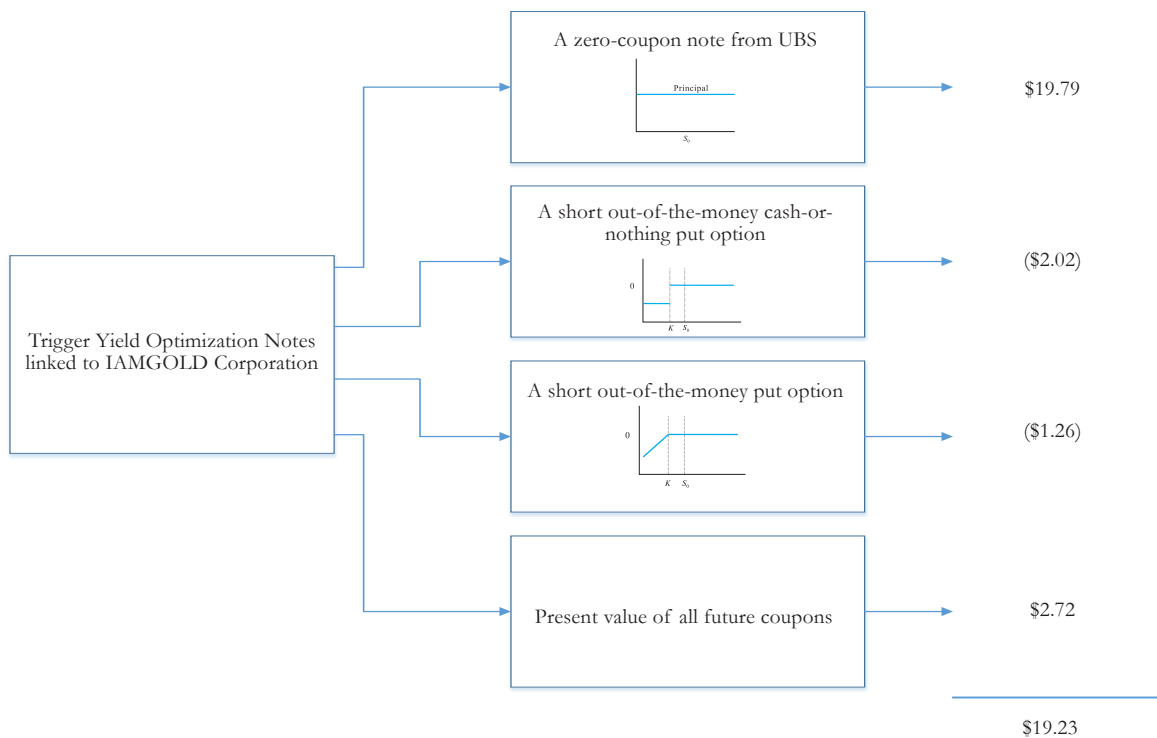 A zero-coupon note from UBS
Principal
S₀
$19.79
A short out-of-the-money cash-or-
nothing put option
0
K S₀
($2.02)
Trigger Yield Optimization Notes
linked to IAMGOLD Corporation
A short out-of-the-money put option
0
K S₀
($1.26)
Present value of all future coupons
$2.72
$19.23